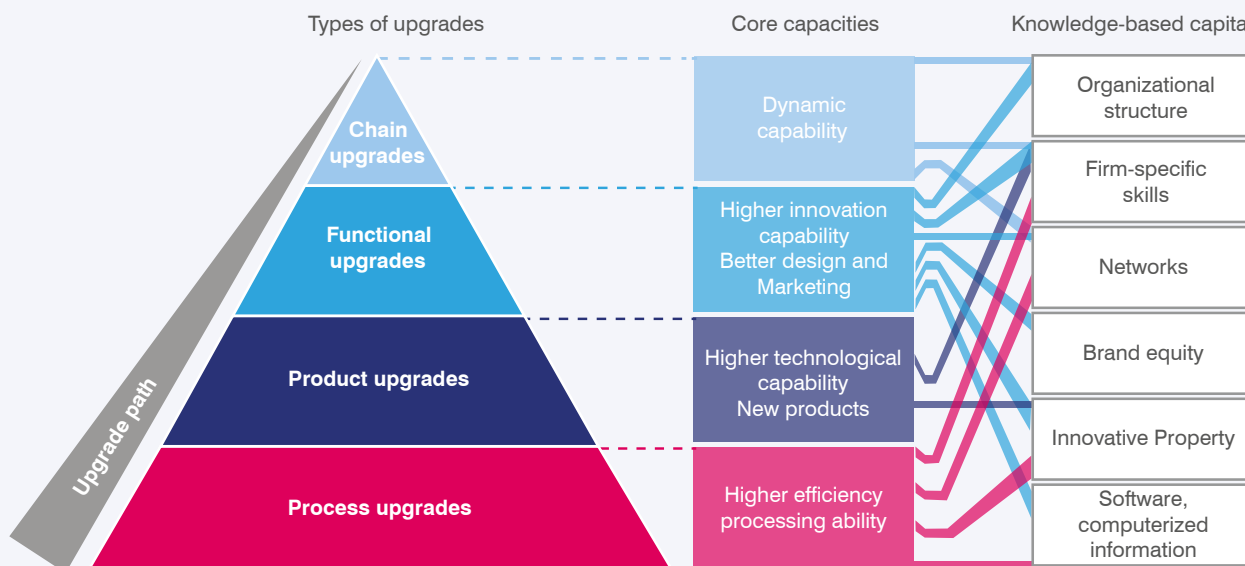 Types of upgrades
Core capacities
Knowledge-based capita
Upgrade path
Chain
upgrades
Functional
upgrades
Product upgrades
Process upgrades
Dynamic
capability
Higher innovation
capability
Better design and
Marketing
Higher technological
capability
New products
Higher efficiency
processing ability
Organizational
structure
Firm-specific
skills
Networks
Brand equity
Innovative Property
Software,
computerized
information